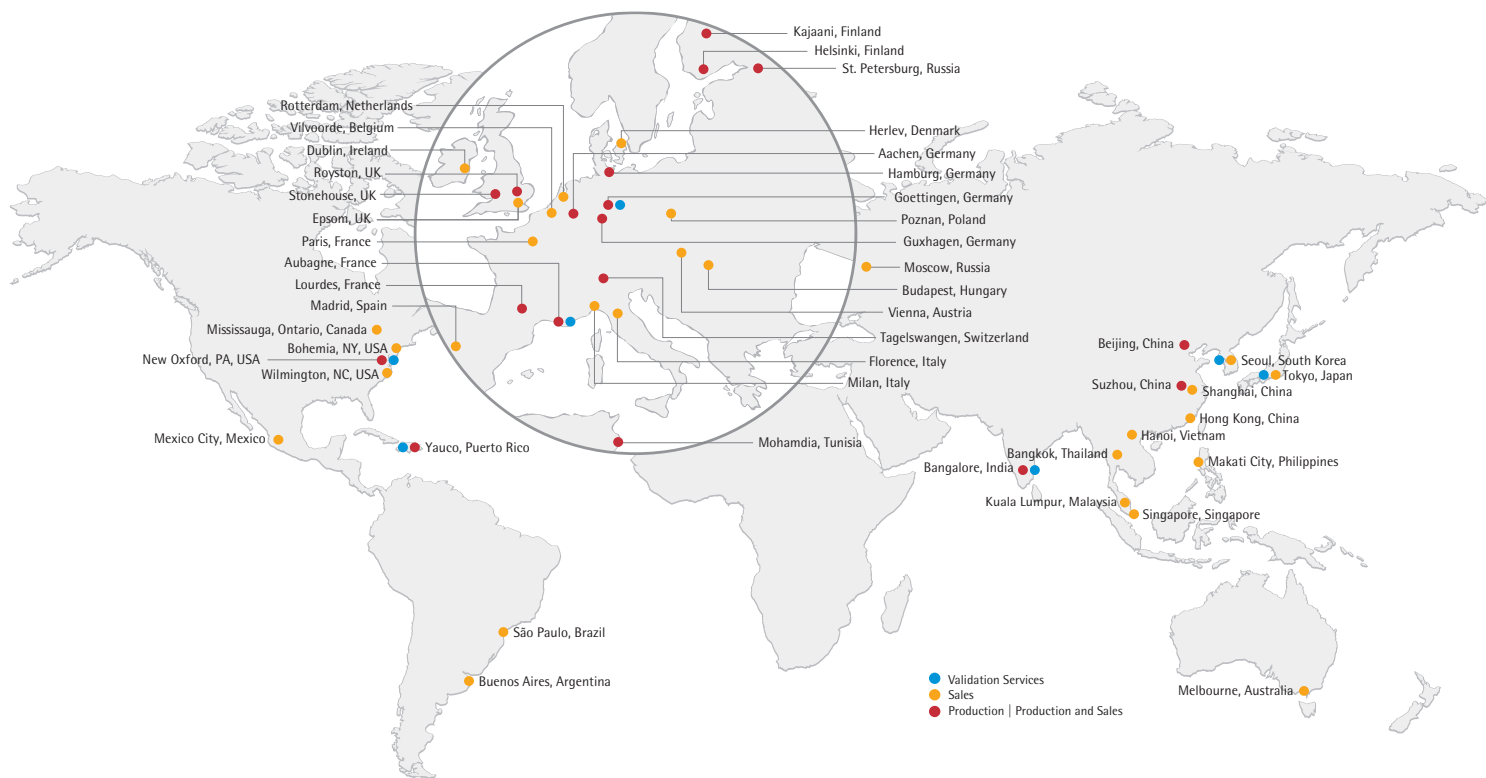 Kajaani, Finland
Helsinki, Finland
St. Petersburg, Russia
Rotterdam, Netherlands
Vilvoorde, Belgium
Dublin, Ireland
Royston, UK
Stonehouse, UK
Epsom, UK
Paris, France
Aubagne, France
Lourdes, France
Madrid, Spain
Mississauga, Ontario, Canada
Bohemia, NY, USA
New Oxford, PA, USA
Wilmington, NC, USA
Mexico City, Mexico
Yauco, Puerto Rico
Herlev, Denmark
Aachen, Germany
Hamburg, Germany
Goettingen, Germany
Poznan, Poland
Guxhagen, Germany
Moscow, Russia
Budapest, Hungary
Vienna, Austria
Tagelswangen, Switzerland
Florence, Italy
Milan, Italy
Mohamdia, Tunisia
Beijing, China
Seoul, South Korea
Tokyo, Japan
Suzhou, China
Shanghai, China
Hong Kong, China
Hanoi, Vietnam
Bangkok, Thailand
Makati City, Philippines
Bangalore, India
Kuala Lumpur, Malaysia
Singapore, Singapore
São Paulo, Brazil
Buenos Aires, Argentina
Melbourne, Australia
Validation Services
Sales
Production | Production and Sales